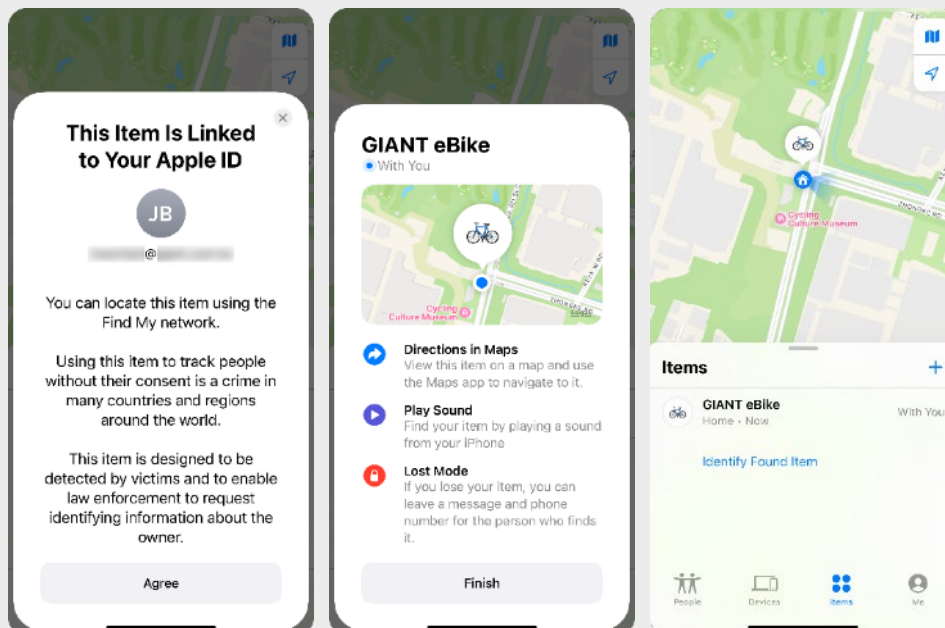 This Item Is Linked
to Your Apple ID
JB
@
You can locate this item using the
Find My network.
Using this item to track people
without their consent is a crime in
many countries and regions
around the world.
This item is designed to be
detected by victims and to enable
law enforcement to request
identifying information about the
owner.
Agree
GIANT eBike
With You
Cycling
Culture Museum
ZHONGKE RD
Directions in Maps
View this item on a map and use
the Maps app to navigate to it.
Play Sound
Find your item by playing a sound
from your iPhone
Lost Mode
If you lose your item, you can
leave a message and phone
number for the person who finds
it.
Finish
Cycling
Culture Museum
ZHONGKE RD
Items
+
GIANT eBike
Home • Now
With You
Identify Found Item
People
Devices
Items
Me